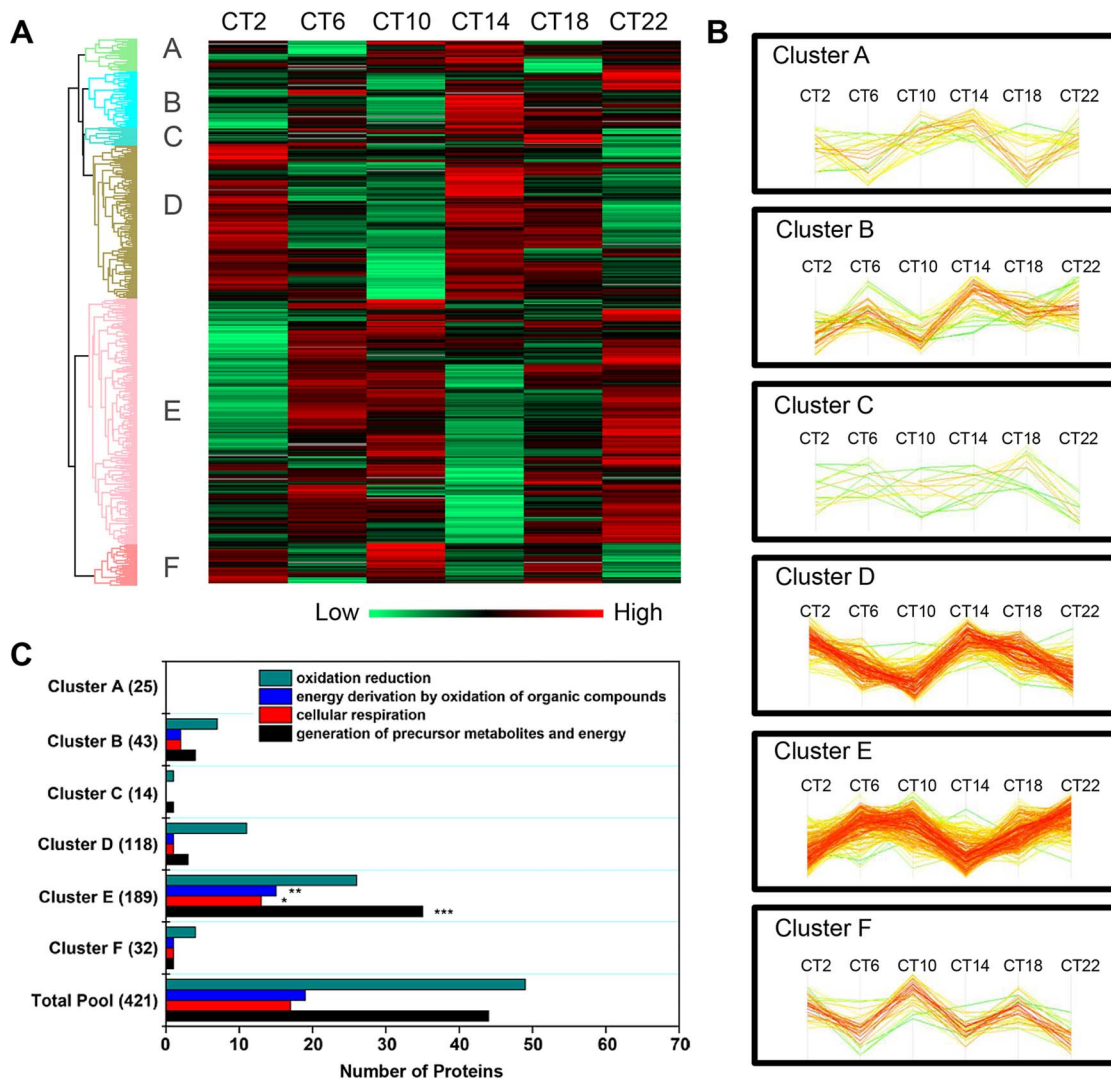 A
CT2 CT6 CT10 CT14 CT18 CT22
A
B
C
D
E
F
Low High
B
Cluster A
CT2 CT6 CT10 CT14 CT18 CT22
Cluster B
CT2 CT6 CT10 CT14 CT18 CT22
Cluster C
CT2 CT6 CT10 CT14 CT18 CT22
Cluster D
CT2 CT6 CT10 CT14 CT18 CT22
Cluster E
CT2 CT6 CT10 CT14 CT18 CT22
Cluster F
CT2 CT6 CT10 CT14 CT18 CT22
C
oxidation reduction
energy derivation by oxidation of organic compounds
cellular respiration
generation of precursor metabolites and energy
Cluster A (25)
Cluster B (43)
Cluster C (14)
Cluster D (118)
Cluster E (189)
**
*
***
Cluster F (32)
Total Pool (421)
0 10 20 30 40 50 60 70
Number of Proteins